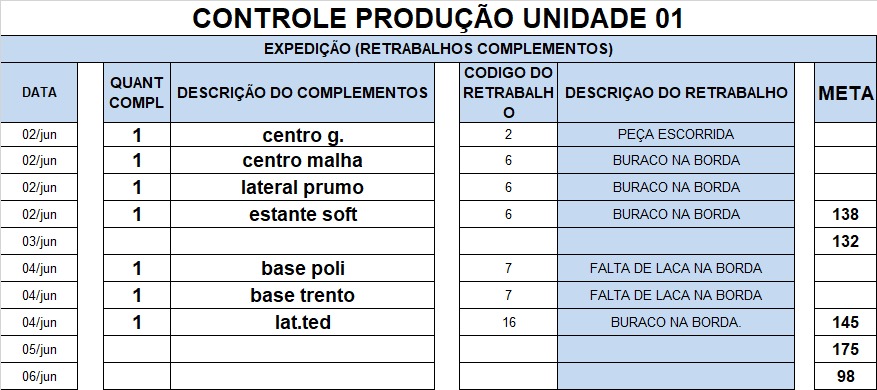 CONTROLE PRODUÇÃO UNIDADE 01
EXPEDIÇÃO (RETRABALHOS COMPLEMENTOS)
DATA QUANT COMPL DESCRIÇÃO DO COMPLEMENTOS CODIGO DO RETRABALHO DESCRIÇAO DO RETRABALHO META
02/jun 1 centro g. 2 PEÇA ESCORRIDA
02/jun 1 centro malha 6 BURACO NA BORDA
02/jun 1 lateral prumo 6 BURACO NA BORDA
02/jun 1 estante soft 6 BURACO NA BORDA 138
03/jun 132
04/jun 1 base poli 7 FALTA DE LACA NA BORDA
04/jun 1 base trento 7 FALTA DE LACA NA BORDA
04/jun 1 lat.ted 16 BURACO NA BORDA. 145
05/jun 175
06/jun 98